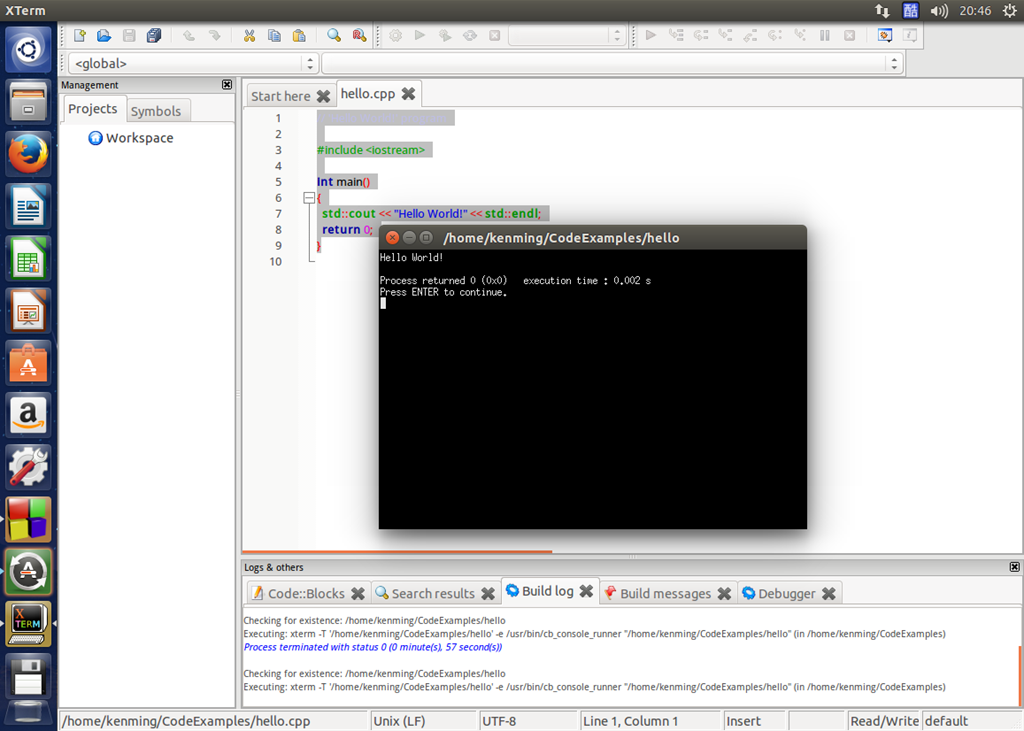 XTerm
酷
20:46
<global>
Management
Projects
Symbols
Workspace
Start here
hello.cpp
1
2
3 #include <iostream>
4
5 int main()
6 {
7 std::cout << "Hello World!" << std::endl;
8 return 0;
9 }
10
/home/kenming/CodeExamples/hello
Hello World!
Process returned 0 (0x0) execution time : 0.002 s
Press ENTER to continue.
a
X TERM
Logs & others
Code::Blocks
Search results
Build log
Build messages
Debugger
Checking for existence: /home/kenming/CodeExamples/hello
Executing: xterm -T '/home/kenming/CodeExamples/hello' -e /usr/bin/cb_console_runner "/home/kenming/CodeExamples/hello" (in /home/kenming/CodeExamples)
Process terminated with status 0 (0 minute(s), 57 second(s))
Checking for existence: /home/kenming/CodeExamples/hello
Executing: xterm -T '/home/kenming/CodeExamples/hello' -e /usr/bin/cb_console_runner "/home/kenming/CodeExamples/hello" (in /home/kenming/CodeExamples)
/home/kenming/CodeExamples/hello.cpp
Unix (LF)
UTF-8
Line 1, Column 1
Insert
Read/Write
default